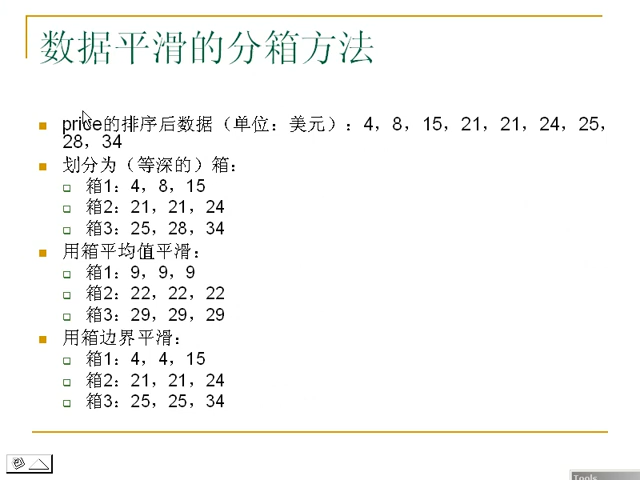 数据平滑的分箱方法
price的排序后数据（单位：美元）：4，8，15，21，21，24，25，
28，34
划分为（等深的）箱：
箱1：4，8，15
箱2：21，21，24
箱3：25，28，34
用箱平均值平滑：
箱1：9，9，9
箱2：22，22，22
箱3：29，29，29
用箱边界平滑：
箱1：4，4，15
箱2：21，21，24
箱3：25，25，34
Tools